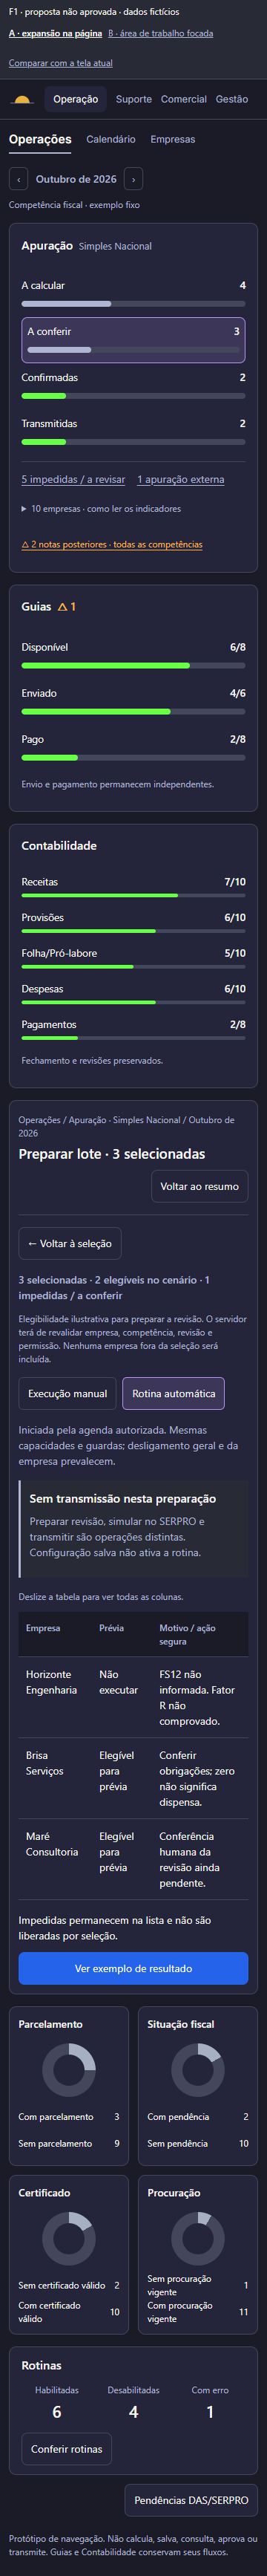 F1 · proposta não aprovada · dados fictícios
A · expansão na página B · área de trabalho focada
Comparar com a tela atual
Operação Suporte Comercial Gestão
Operações Calendário Empresas
‹ Outubro de 2026 ›
Competência fiscal · exemplo fixo
Apuração Simples Nacional
A calcular 4
A conferir 3
Confirmadas 2
Transmitidas 2
5 impedidas / a revisar 1 apuração externa
▶ 10 empresas · como ler os indicadores
△ 2 notas posteriores · todas as competências
Guias △ 1
Disponível 6/8
Enviado 4/6
Pago 2/8
Envio e pagamento permanecem independentes.
Contabilidade
Receitas 7/10
Provisões 6/10
Folha/Pró-labore 5/10
Despesas 6/10
Pagamentos 2/8
Fechamento e revisões preservados.
Operações / Apuração · Simples Nacional / Outubro de
2026
Preparar lote · 3 selecionadas
Voltar ao resumo
← Voltar à seleção
3 selecionadas · 2 elegíveis no cenário · 1
impedidas / a conferir
Elegibilidade ilustrativa para preparar a revisão. O servidor
terá de revalidar empresa, competência, revisão e
permissão. Nenhuma empresa fora da seleção será
incluída.
Execução manual Rotina automática
Iniciada pela agenda autorizada. Mesmas
capacidades e guardas; desligamento geral e da
empresa prevalecem.
Sem transmissão nesta preparação
Preparar revisão, simular no SERPRO e
transmitir são operações distintas.
Configuração salva não ativa a rotina.
Deslize a tabela para ver todas as colunas.
Empresa Prévia Motivo / ação
segura
Horizonte Não FS12 não
Engenharia executar informada. Fator
R não
comprovado.
Brisa Elegível Conferir
Serviços para obrigações; zero
prévia não significa
dispensa.
Maré Elegível Conferência
Consultoria para humana da
prévia revisão ainda
pendente.
Impedidas permanecem na lista e não são
liberadas por seleção.
Ver exemplo de resultado
Parcelamento Situação fiscal
Com parcelamento 3 Com pendência 2
Sem parcelamento 9 Sem pendência 10
Certificado Procuração
Sem certificado válido 2 Sem procuração
vigente 1
Com certificado
válido 10 Com procuração
vigente 11
Rotinas
Habilitadas Desabilitadas Com erro
6 4 1
Conferir rotinas
Pendências DAS/SERPRO
Protótipo de navegação. Não calcula, salva, consulta, aprova ou
transmite. Guias e Contabilidade conservam seus fluxos.